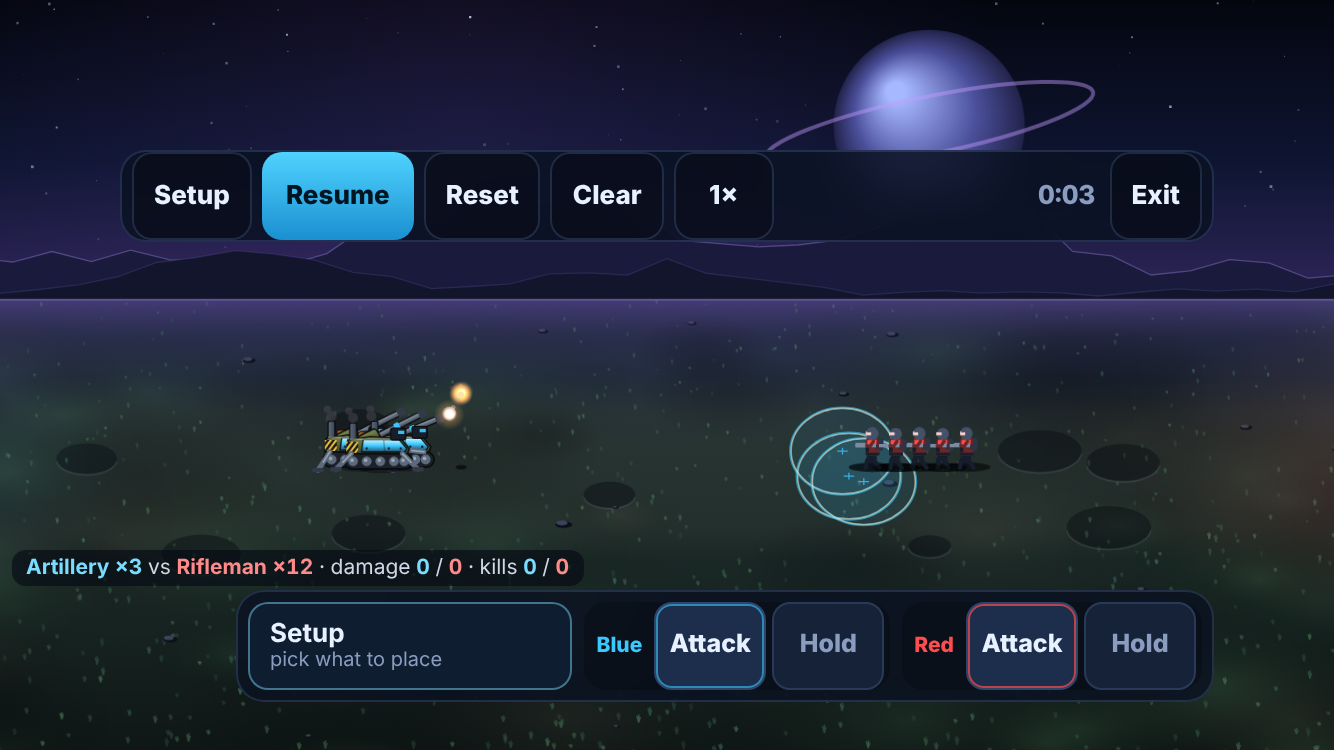 Setup Resume Reset Clear 1× 0:03 Exit
Artillery ×3 vs Rifleman ×12 · damage 0 / 0 · kills 0 / 0
Setup
pick what to place
Blue Attack Hold Red Attack Hold